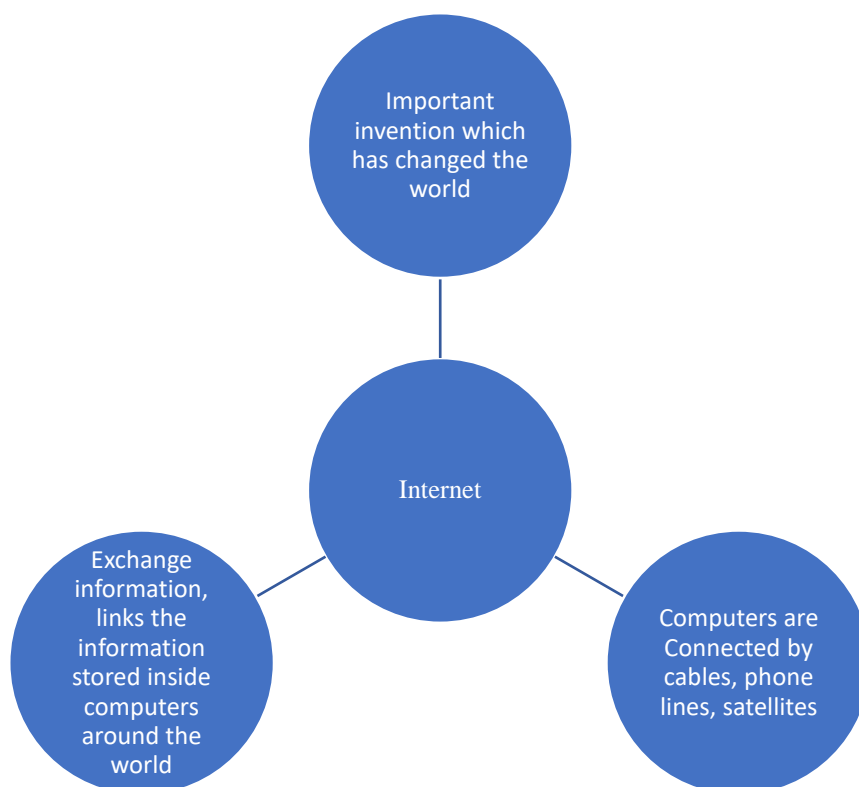 Important
invention which
has changed the
world
Internet
Exchange
information,
links the
information
stored inside
computers
around the
world
Computers are
Connected by
cables, phone
lines, satellites